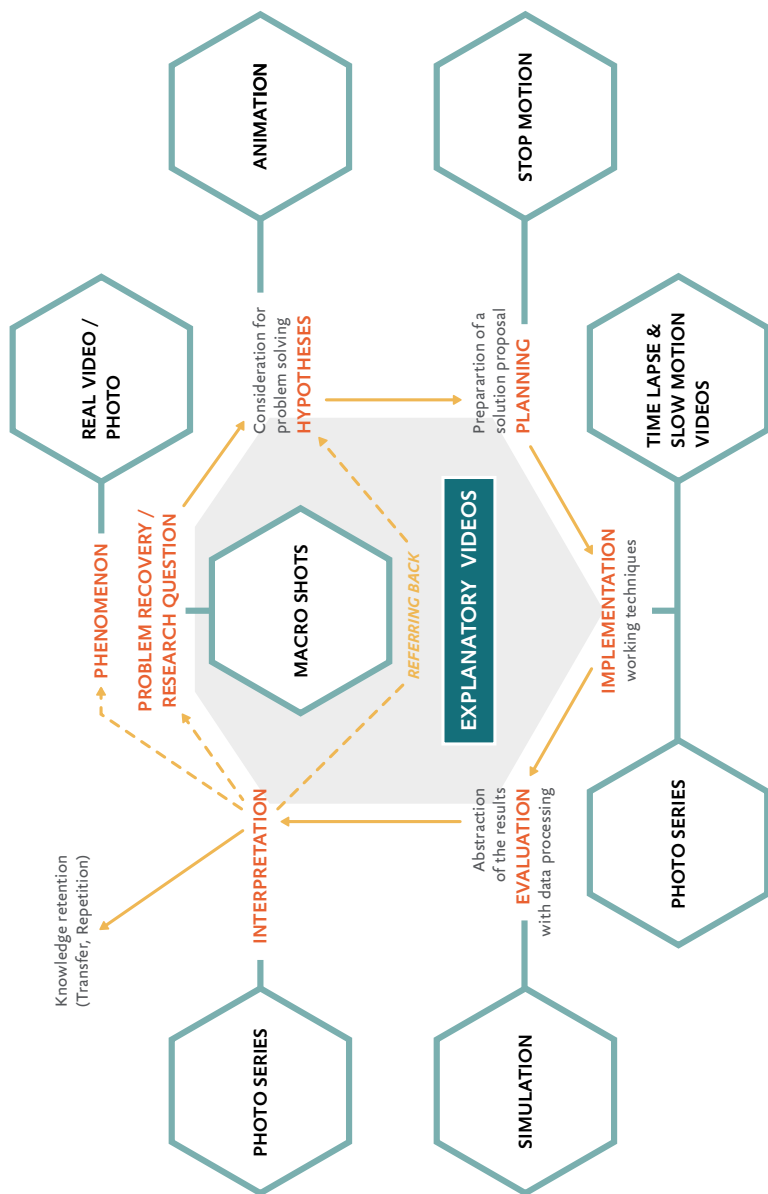 REAL VIDEO /
PHOTO
PHENOMENON
PROBLEM RECOVERY /
RESEARCH QUESTION
Knowledge retention
(Transfer, Repetition)
PHOTO SERIES
INTERPRETATION
MACRO SHOTS
Consideration for
problem solving
HYPOTHESES
ANIMATION
REFERRING BACK
EXPLANATORY VIDEOS
SIMULATION
Abstraction
of the results
EVALUATION
with data processing
Preparartion of a
solution proposal
PLANNING
STOP MOTION
IMPLEMENTATION
working techniques
PHOTO SERIES
TIME LAPSE &
SLOW MOTION
VIDEOS